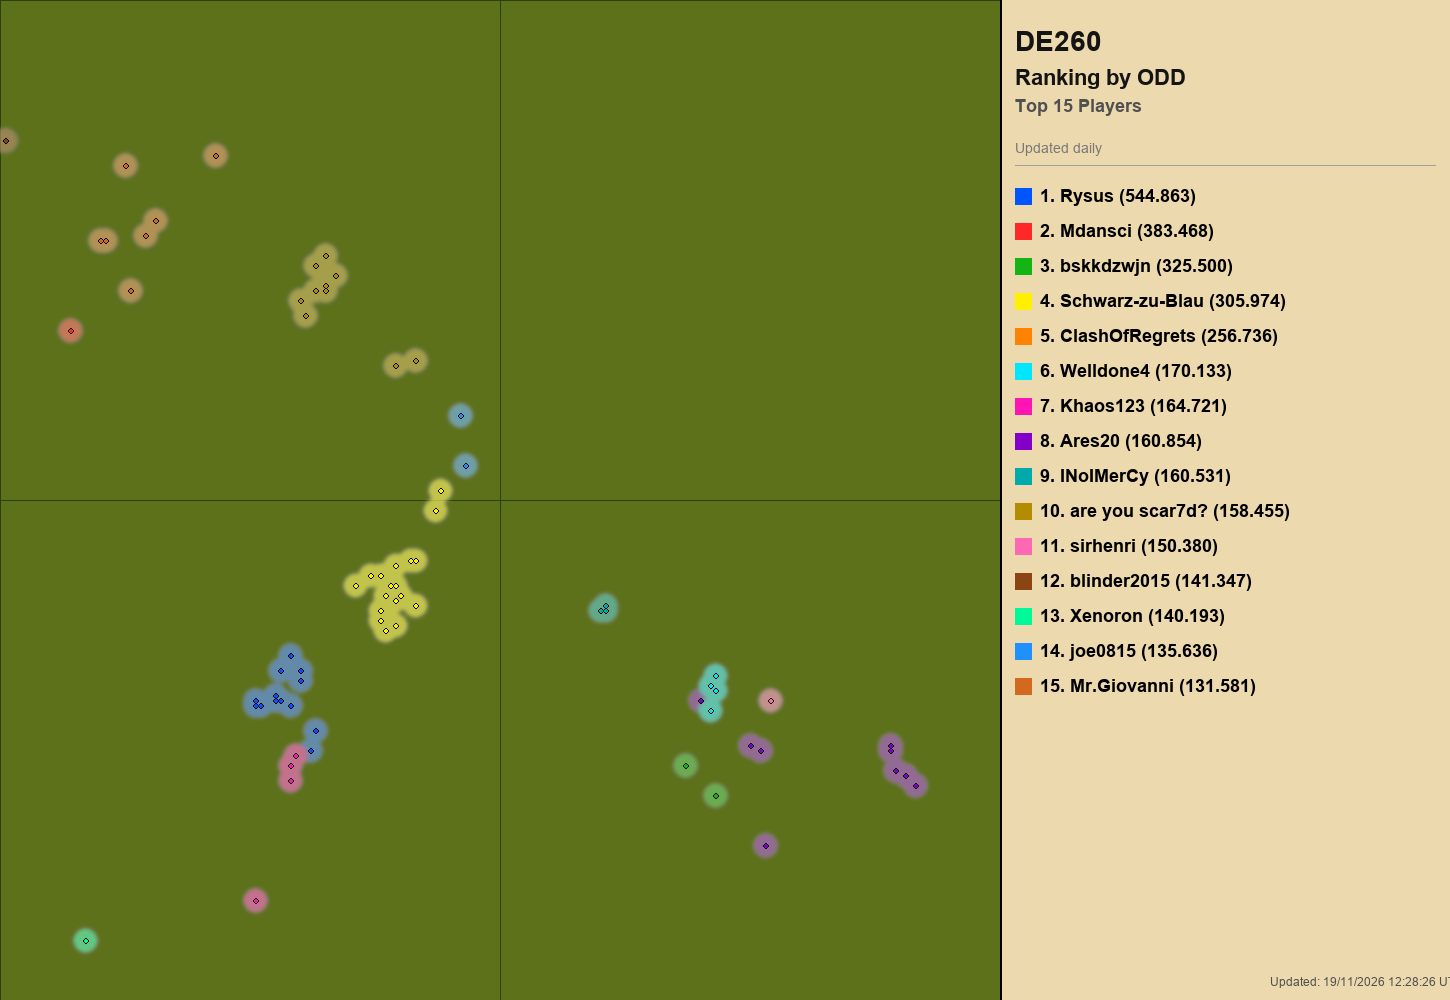 DE260
Ranking by ODD
Top 15 Players
Updated daily
1. Rysus (544.863)
2. Mdansci (383.468)
3. bskkdzwjn (325.500)
4. Schwarz-zu-Blau (305.974)
5. ClashOfRegrets (256.736)
6. Welldone4 (170.133)
7. Khaos123 (164.721)
8. Ares20 (160.854)
9. INoIMerCy (160.531)
10. are you scar7d? (158.455)
11. sirhenri (150.380)
12. blinder2015 (141.347)
13. Xenoron (140.193)
14. joe0815 (135.636)
15. Mr.Giovanni (131.581)
Updated: 19/11/2026 12:28:26